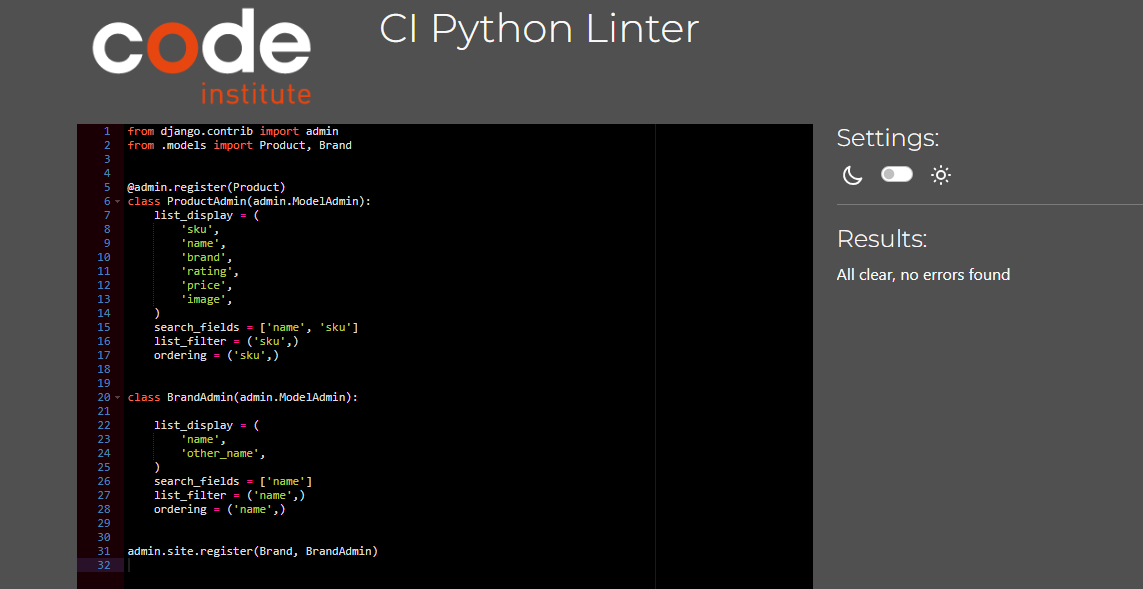 code
institute
CI Python Linter
1 from django.contrib import admin
2 from .models import Product, Brand
3
4
5 @admin.register(Product)
6 class ProductAdmin(admin.ModelAdmin):
7     list_display = (
8         'sku',
9         'name',
10         'brand',
11         'rating',
12         'price',
13         'image',
14     )
15     search_fields = ['name', 'sku']
16     list_filter = ('sku',)
17     ordering = ('sku',)
18
19
20 class BrandAdmin(admin.ModelAdmin):
21
22     list_display = (
23         'name',
24         'other_name',
25     )
26     search_fields = ['name']
27     list_filter = ('name',)
28     ordering = ('name',)
29
30
31 admin.site.register(Brand, BrandAdmin)
32
Settings:
Results:
All clear, no errors found